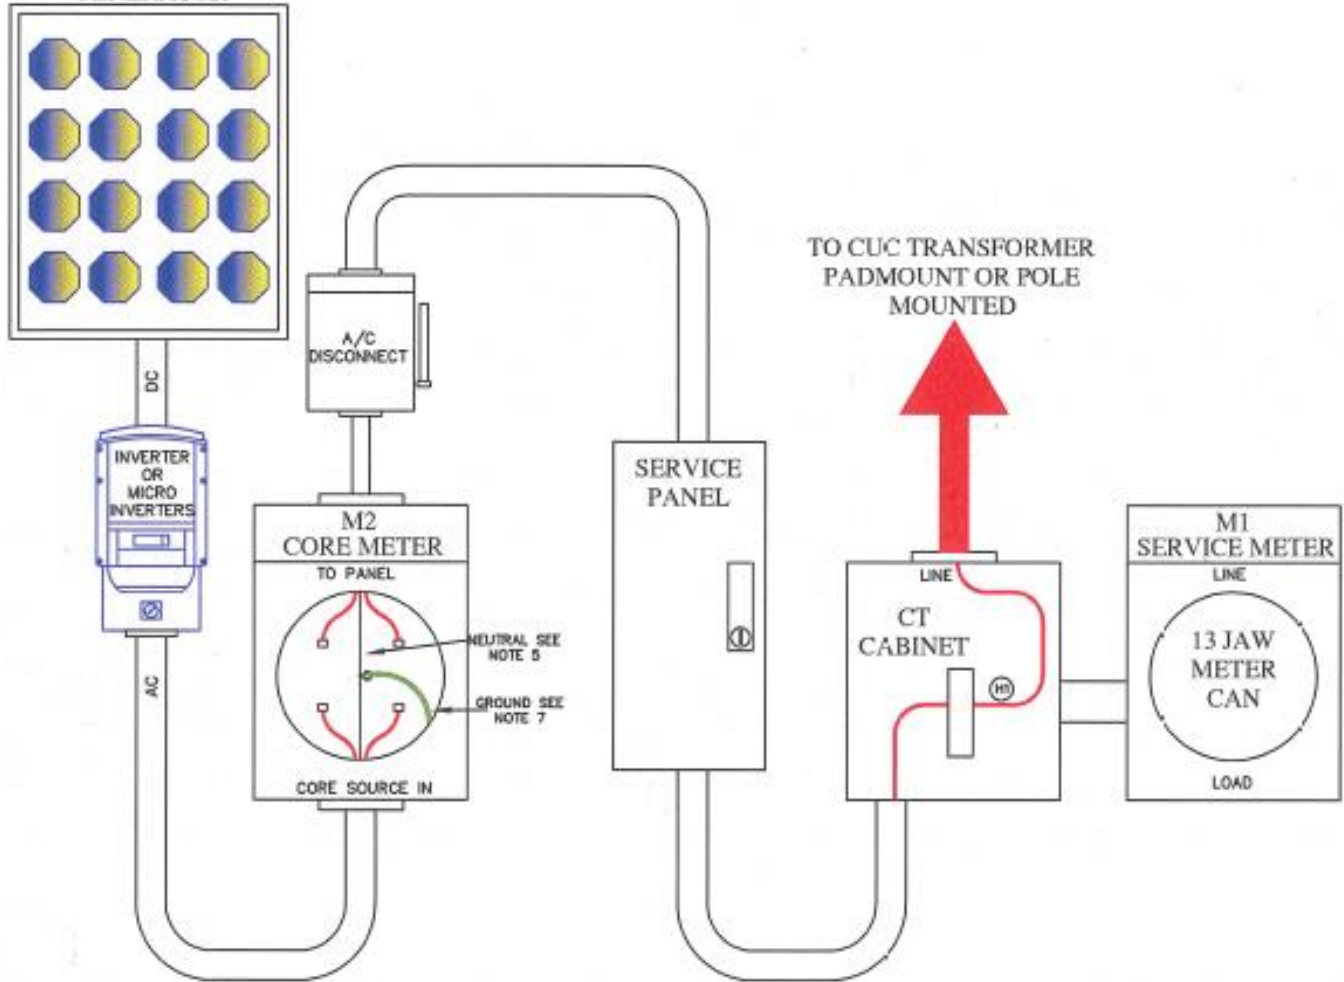 DC
INVERTER
OR
MICRO
INVERTERS
AC
A/C
DISCONNECT
M2
CORE METER
TO PANEL
NEUTRAL SEE
NOTE 5
GROUND SEE
NOTE 7
CORE SOURCE IN
SERVICE
PANEL
TO CUC TRANSFORMER
PADMOUNT OR POLE
MOUNTED
LINE
CT
CABINET
H1
M1
SERVICE METER
LINE
13 JAW
METER
CAN
LOAD